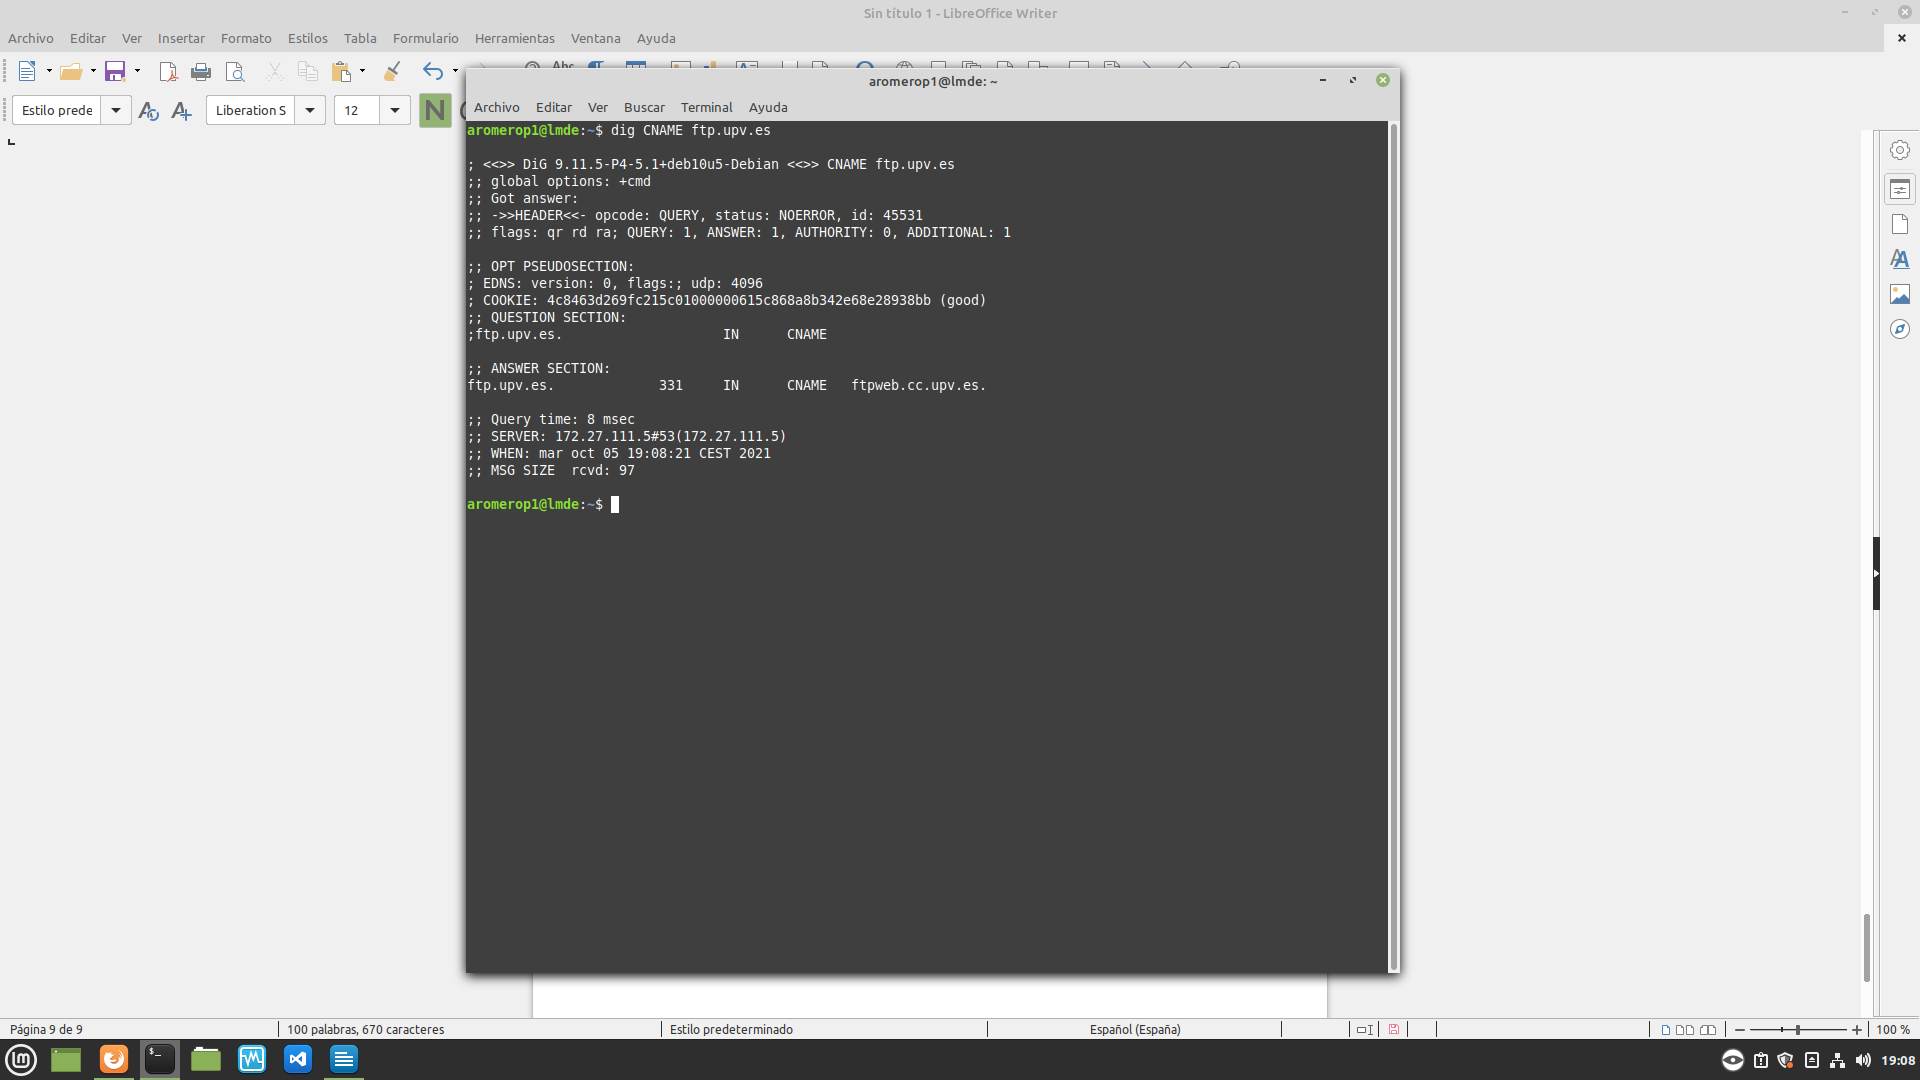 Sin título 1 - LibreOffice Writer
Archivo Editar Ver Insertar Formato Estilos Tabla Formulario Herramientas Ventana Ayuda
Estilo prede Liberation S 12 N
aromerop1@lmde: ~
Archivo Editar Ver Buscar Terminal Ayuda
aromerop1@lmde:~$ dig CNAME ftp.upv.es
; <<>> DiG 9.11.5-P4-5.1+deb10u5-Debian <<>> CNAME ftp.upv.es
;; global options: +cmd
;; Got answer:
;; ->>HEADER<<- opcode: QUERY, status: NOERROR, id: 45531
;; flags: qr rd ra; QUERY: 1, ANSWER: 1, AUTHORITY: 0, ADDITIONAL: 1
;; OPT PSEUDOSECTION:
; EDNS: version: 0, flags:; udp: 4096
; COOKIE: 4c8463d269fc215c01000000615c868a8b342e68e28938bb (good)
;; QUESTION SECTION:
;ftp.upv.es. IN CNAME
;; ANSWER SECTION:
ftp.upv.es. 331 IN CNAME ftpweb.cc.upv.es.
;; Query time: 8 msec
;; SERVER: 172.27.111.5#53(172.27.111.5)
;; WHEN: mar oct 05 19:08:21 CEST 2021
;; MSG SIZE rcvd: 97
aromerop1@lmde:~$
Página 9 de 9 100 palabras, 670 caracteres Estilo predeterminado Español (España) 100 %
19:08